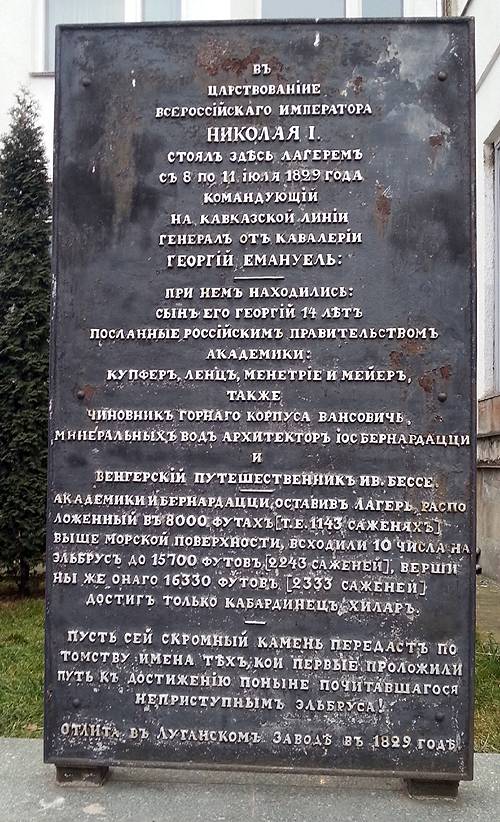 ВЪ
ЦАРСТВОВАНІЕ
ВСЕРОССІЙСКАГО ИМПЕРАТОРА
НИКОЛАЯ I.
СТОЯЛЪ ЗДѢСЬ ЛАГЕРЕМЪ
СЪ 8 ПО 11 ІЮЛЯ 1829 ГОДА
КОМАНДУЮЩІЙ
НА КАВКАЗСКОЙ ЛИНІИ
ГЕНЕРАЛЪ ОТЪ КАВАЛЕРІИ
ГЕОРГІЙ ЕМАНУЕЛЬ:
ПРИ НЕМЪ НАХОДИЛИСЬ:
СЫНЪ ЕГО ГЕОРГІЙ 14 ЛѢТЪ
ПОСЛАННЫЕ РОССІЙСКИМЪ ПРАВИТЕЛЬСТВОМЪ
АКАДЕМИКИ:
КУПФЕРЪ, ЛЕНЦЪ, МЕНЕТРІЕ И МЕЙЕРЪ,
ТАКЖЕ
ЧИНОВНИКЪ ГОРНАГО КОРПУСА ВАНСОВИЧЬ,
МИНЕРАЛЬНЫХЪ ВОДЪ АРХИТЕКТОРЪ ІОС БЕРНАРДАЦЦИ
И
ВЕНГЕРСКІЙ ПУТЕШЕСТВЕННИКЪ ИВ. БЕССЕ.
АКАДЕМИКИ И БЕРНАРДАЦЦИ, ОСТАВИВЪ ЛАГЕРЬ, РАСПО
ЛОЖЕННЫЙ ВЪ 8000 ФУТАХЪ [Т.Е. 1143 САЖЕНЯХЪ]
ВЫШЕ МОРСКОЙ ПОВЕРХНОСТИ, ВСХОДИЛИ 10 ЧИСЛА НА
ЭЛЬБРУСЪ ДО 15700 ФУТОВЪ [2243 САЖЕНЕЙ], ВЕРШИ
НЫ ЖЕ ОНАГО 16330 ФУТОВЪ [2333 САЖЕНЕЙ]
ДОСТИГЪ ТОЛЬКО КАБАРДИНЕЦЪ ХИЛАРЪ.
ПУСТЬ СЕЙ СКРОМНЫЙ КАМЕНЬ ПЕРЕДАСТЪ ПО
ТОМСТВУ ИМЕНА ТѢХЪ, КОИ ПЕРВЫЕ ПРОЛОЖИЛИ
ПУТЬ КЪ ДОСТИЖЕНІЮ ПОНЫНЕ ПОЧИТАВШАГОСЯ
НЕПРИСТУПНЫМЪ ЭЛЬБРУСА!
ОТЛИТА ВЪ ЛУГАНСКОМЪ ЗАВОДѢ ВЪ 1829 ГОДѢ.